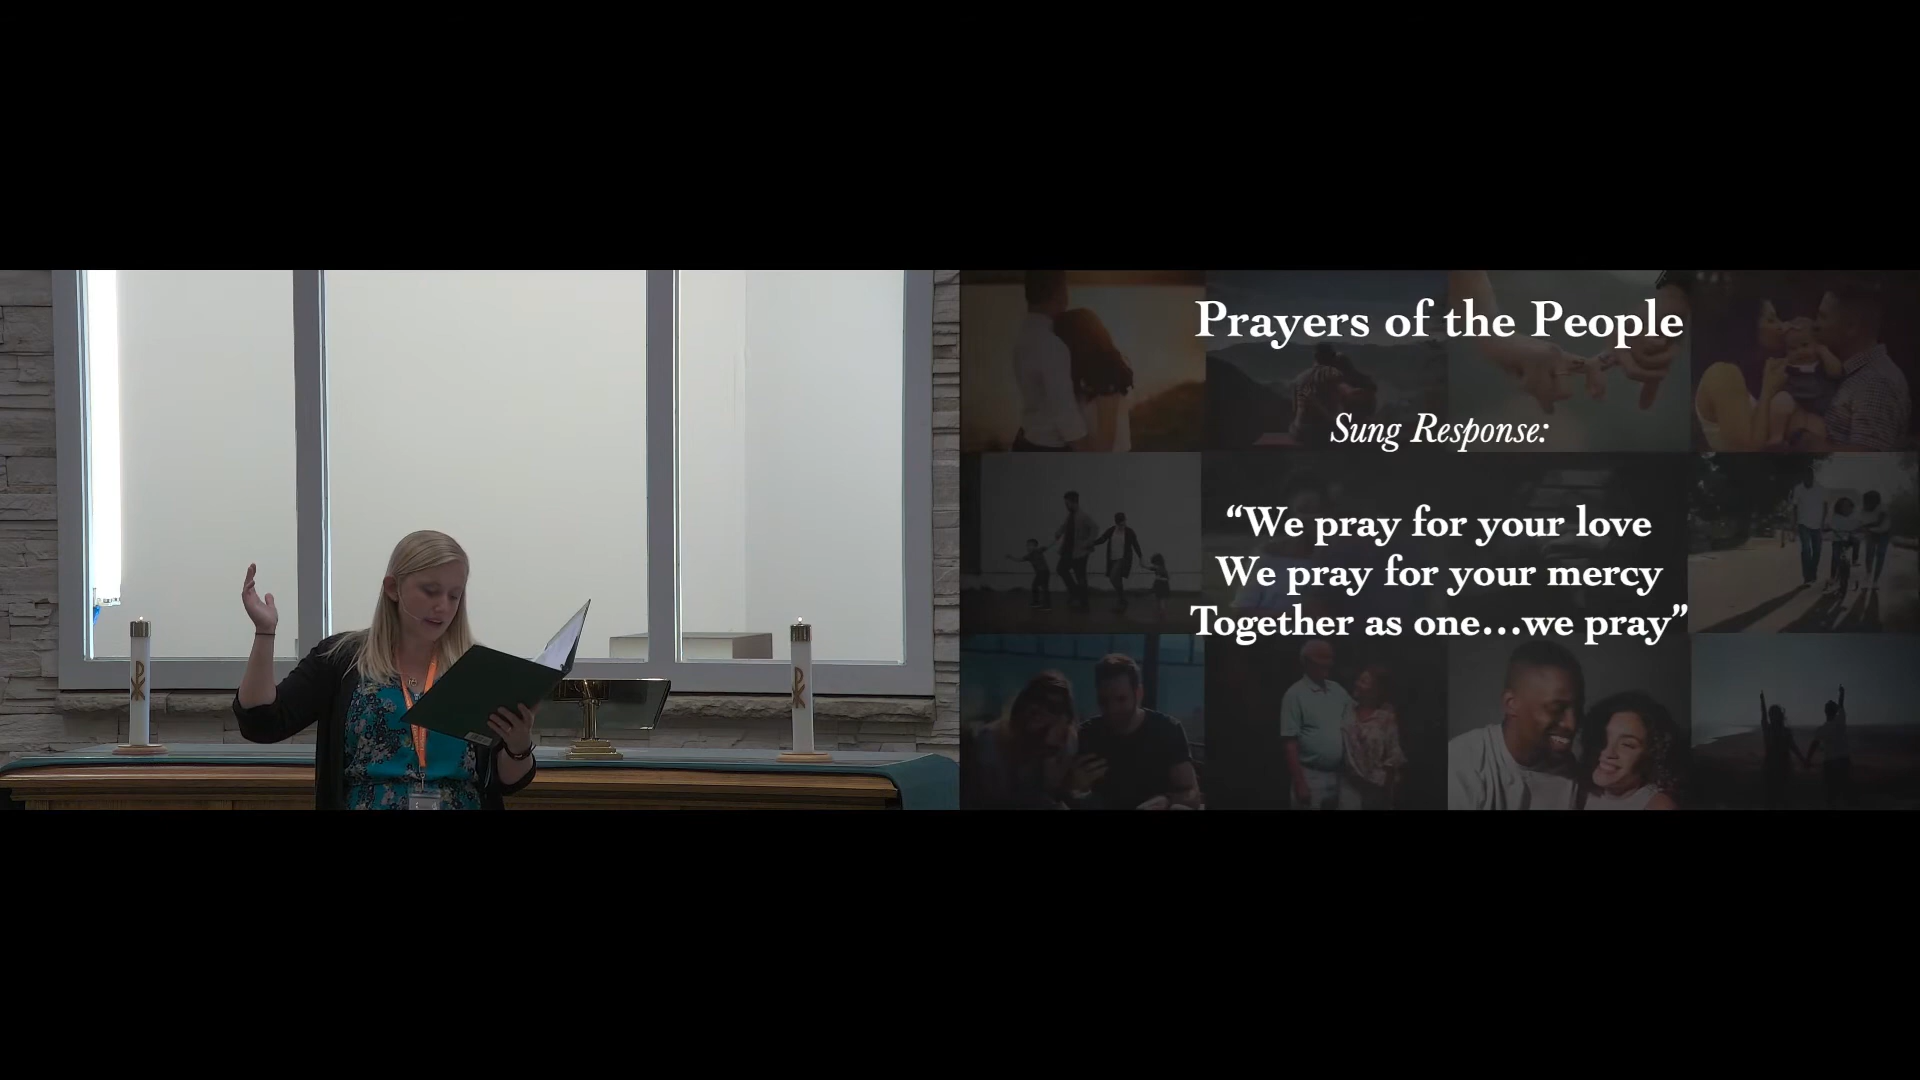 Prayers of the People
Sung Response:
“We pray for your love
We pray for your mercy
Together as one...we pray”